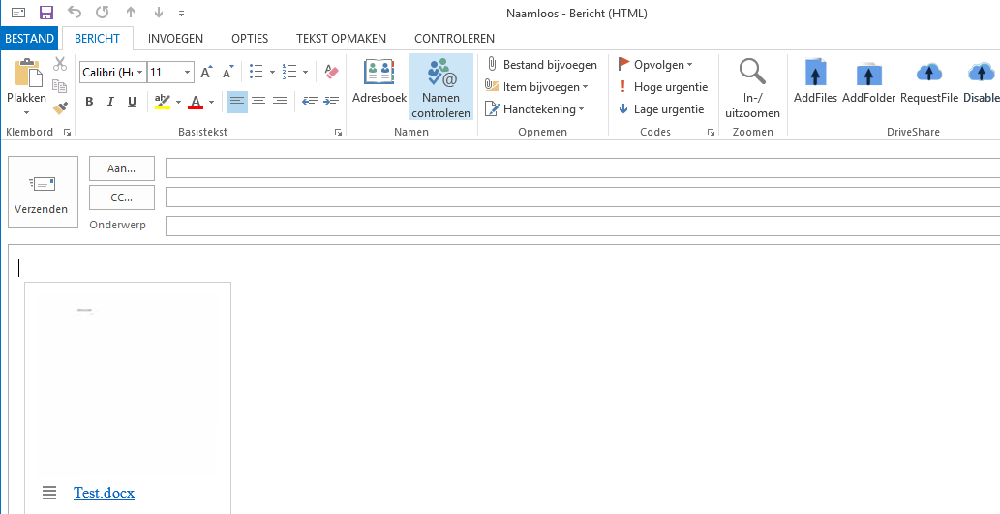 Naamloos - Bericht (HTML)
BESTAND BERICHT INVOEGEN OPTIES TEKST OPMAKEN CONTROLEREN
Plakken
Klembord
Calibri (Ho 11
B I U ab A
Basistekst
Adresboek
Namen
controleren
Namen
Bestand bijvoegen
Item bijvoegen
Handtekening
Opnemen
Opvolgen
Hoge urgentie
Lage urgentie
Codes
In-/
uitzoomen
Zoomen
AddFiles AddFolder RequestFile Disable
DriveShare
Verzenden
Aan...
CC...
Onderwerp
Test.docx